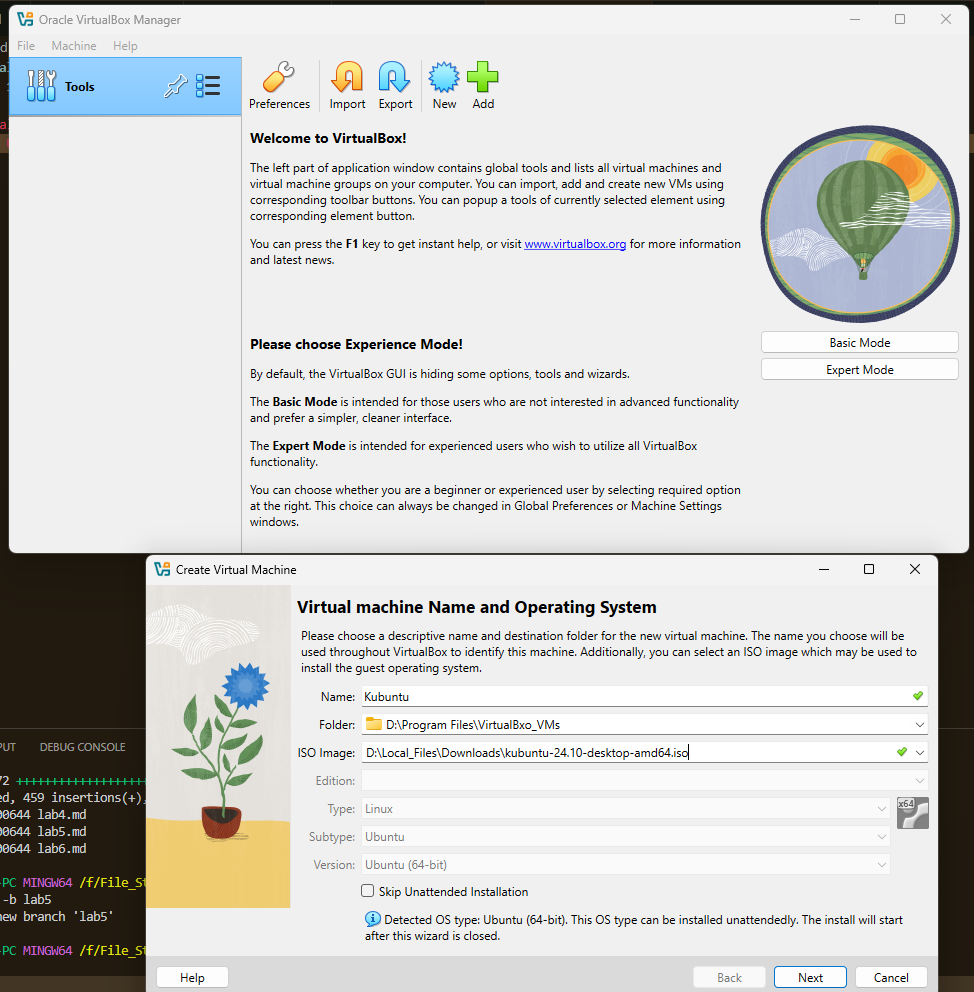 Oracle VirtualBox Manager
File Machine Help
Tools
Preferences Import Export New Add
Welcome to VirtualBox!
The left part of application window contains global tools and lists all virtual machines and
virtual machine groups on your computer. You can import, add and create new VMs using
corresponding toolbar buttons. You can popup a tools of currently selected element using
corresponding element button.
You can press the F1 key to get instant help, or visit www.virtualbox.org for more information
and latest news.
Please choose Experience Mode!
By default, the VirtualBox GUI is hiding some options, tools and wizards.
The Basic Mode is intended for those users who are not interested in advanced functionality
and prefer a simpler, cleaner interface.
The Expert Mode is intended for experienced users who wish to utilize all VirtualBox
functionality.
You can choose whether you are a beginner or experienced user by selecting required option
at the right. This choice can always be changed in Global Preferences or Machine Settings
windows.
Basic Mode
Expert Mode
Create Virtual Machine
Virtual machine Name and Operating System
Please choose a descriptive name and destination folder for the new virtual machine. The name you choose will be
used throughout VirtualBox to identify this machine. Additionally, you can select an ISO image which may be used to
install the guest operating system.
Name: Kubuntu
Folder: D:\Program Files\VirtualBxo_VMs
ISO Image: D:\Local_Files\Downloads\kubuntu-24.10-desktop-amd64.iso
Edition:
Type: Linux
x64
Subtype: Ubuntu
Version: Ubuntu (64-bit)
Skip Unattended Installation
Detected OS type: Ubuntu (64-bit). This OS type can be installed unattendedly. The install will start
after this wizard is closed.
Help Back Next Cancel
PUT DEBUG CONSOLE
72 ++++++++++++++++++
ed, 459 insertions(+),
00644 lab4.md
00644 lab5.md
00644 lab6.md
-PC MINGW64 /f/File_St
-b lab5
new branch 'lab5'
-PC MINGW64 /f/File_St